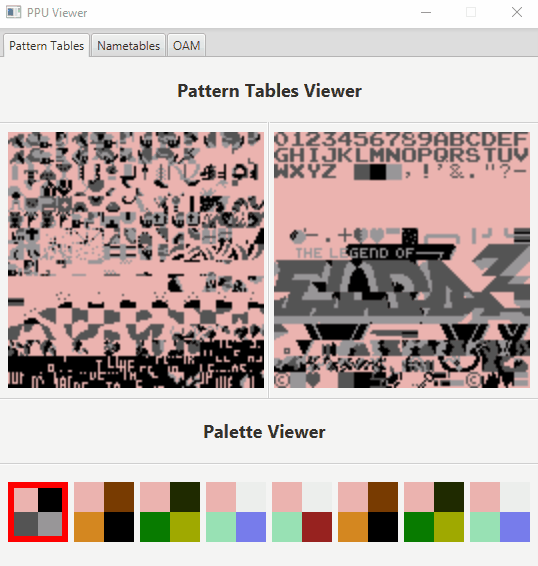 PPU Viewer
Pattern Tables Nametables OAM
Pattern Tables Viewer
0123456789ABCDEF
GHIJKLMNOPQRSTUV
WXYZ ,!'&."?-
THE LEGEND OF
Palette Viewer